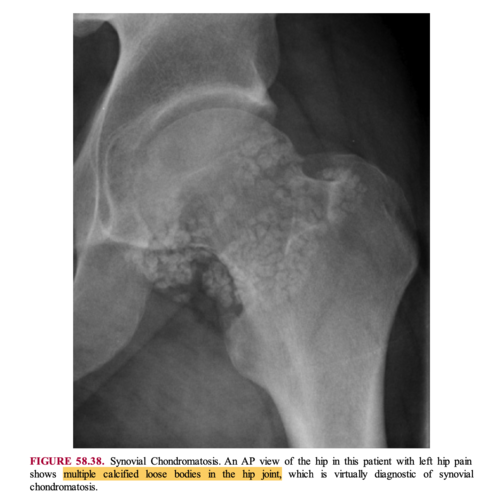 FIGURE 58.38. Synovial Chondromatosis. An AP view of the hip in this patient with left hip pain
shows multiple calcified loose bodies in the hip joint, which is virtually diagnostic of synovial
chondromatosis.